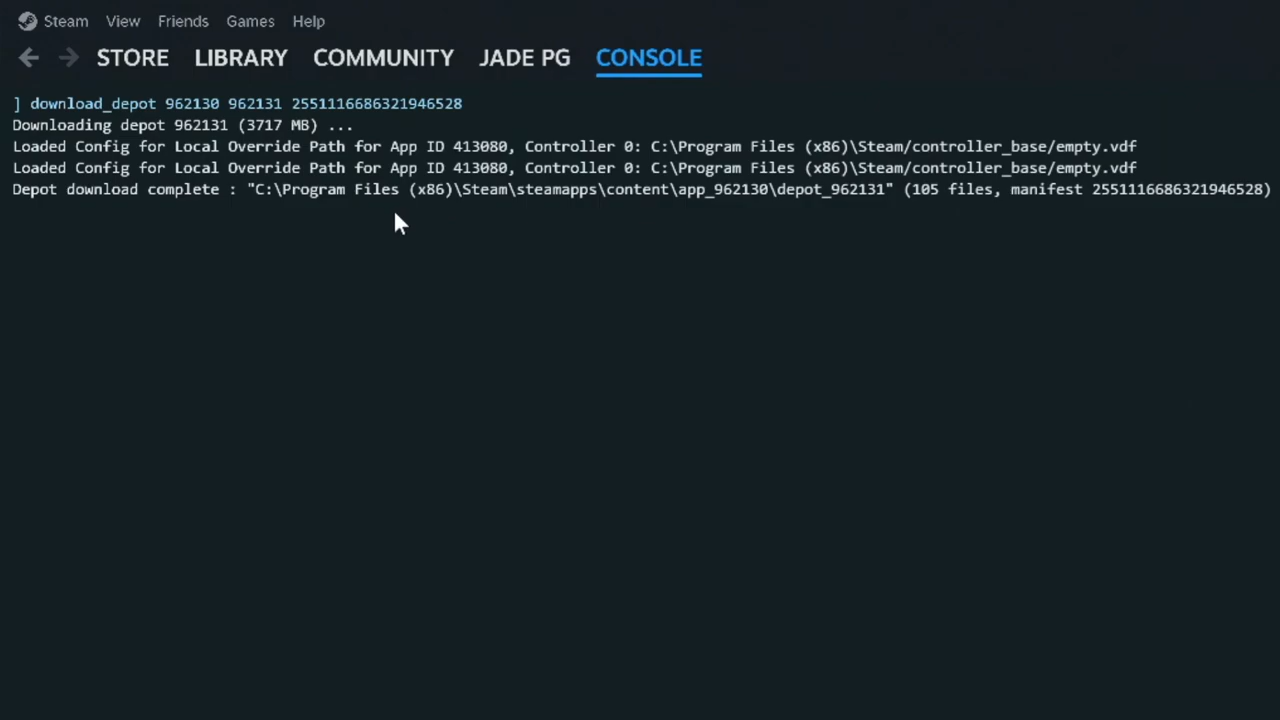 Steam View Friends Games Help
STORE LIBRARY COMMUNITY JADE PG CONSOLE
] download_depot 962130 962131 2551116686321946528
Downloading depot 962131 (3717 MB) ...
Loaded Config for Local Override Path for App ID 413080, Controller 0: C:\Program Files (x86)\Steam/controller_base/empty.vdf
Loaded Config for Local Override Path for App ID 413080, Controller 0: C:\Program Files (x86)\Steam/controller_base/empty.vdf
Depot download complete : "C:\Program Files (x86)\Steam\steamapps\content\app_962130\depot_962131" (105 files, manifest 2551116686321946528)